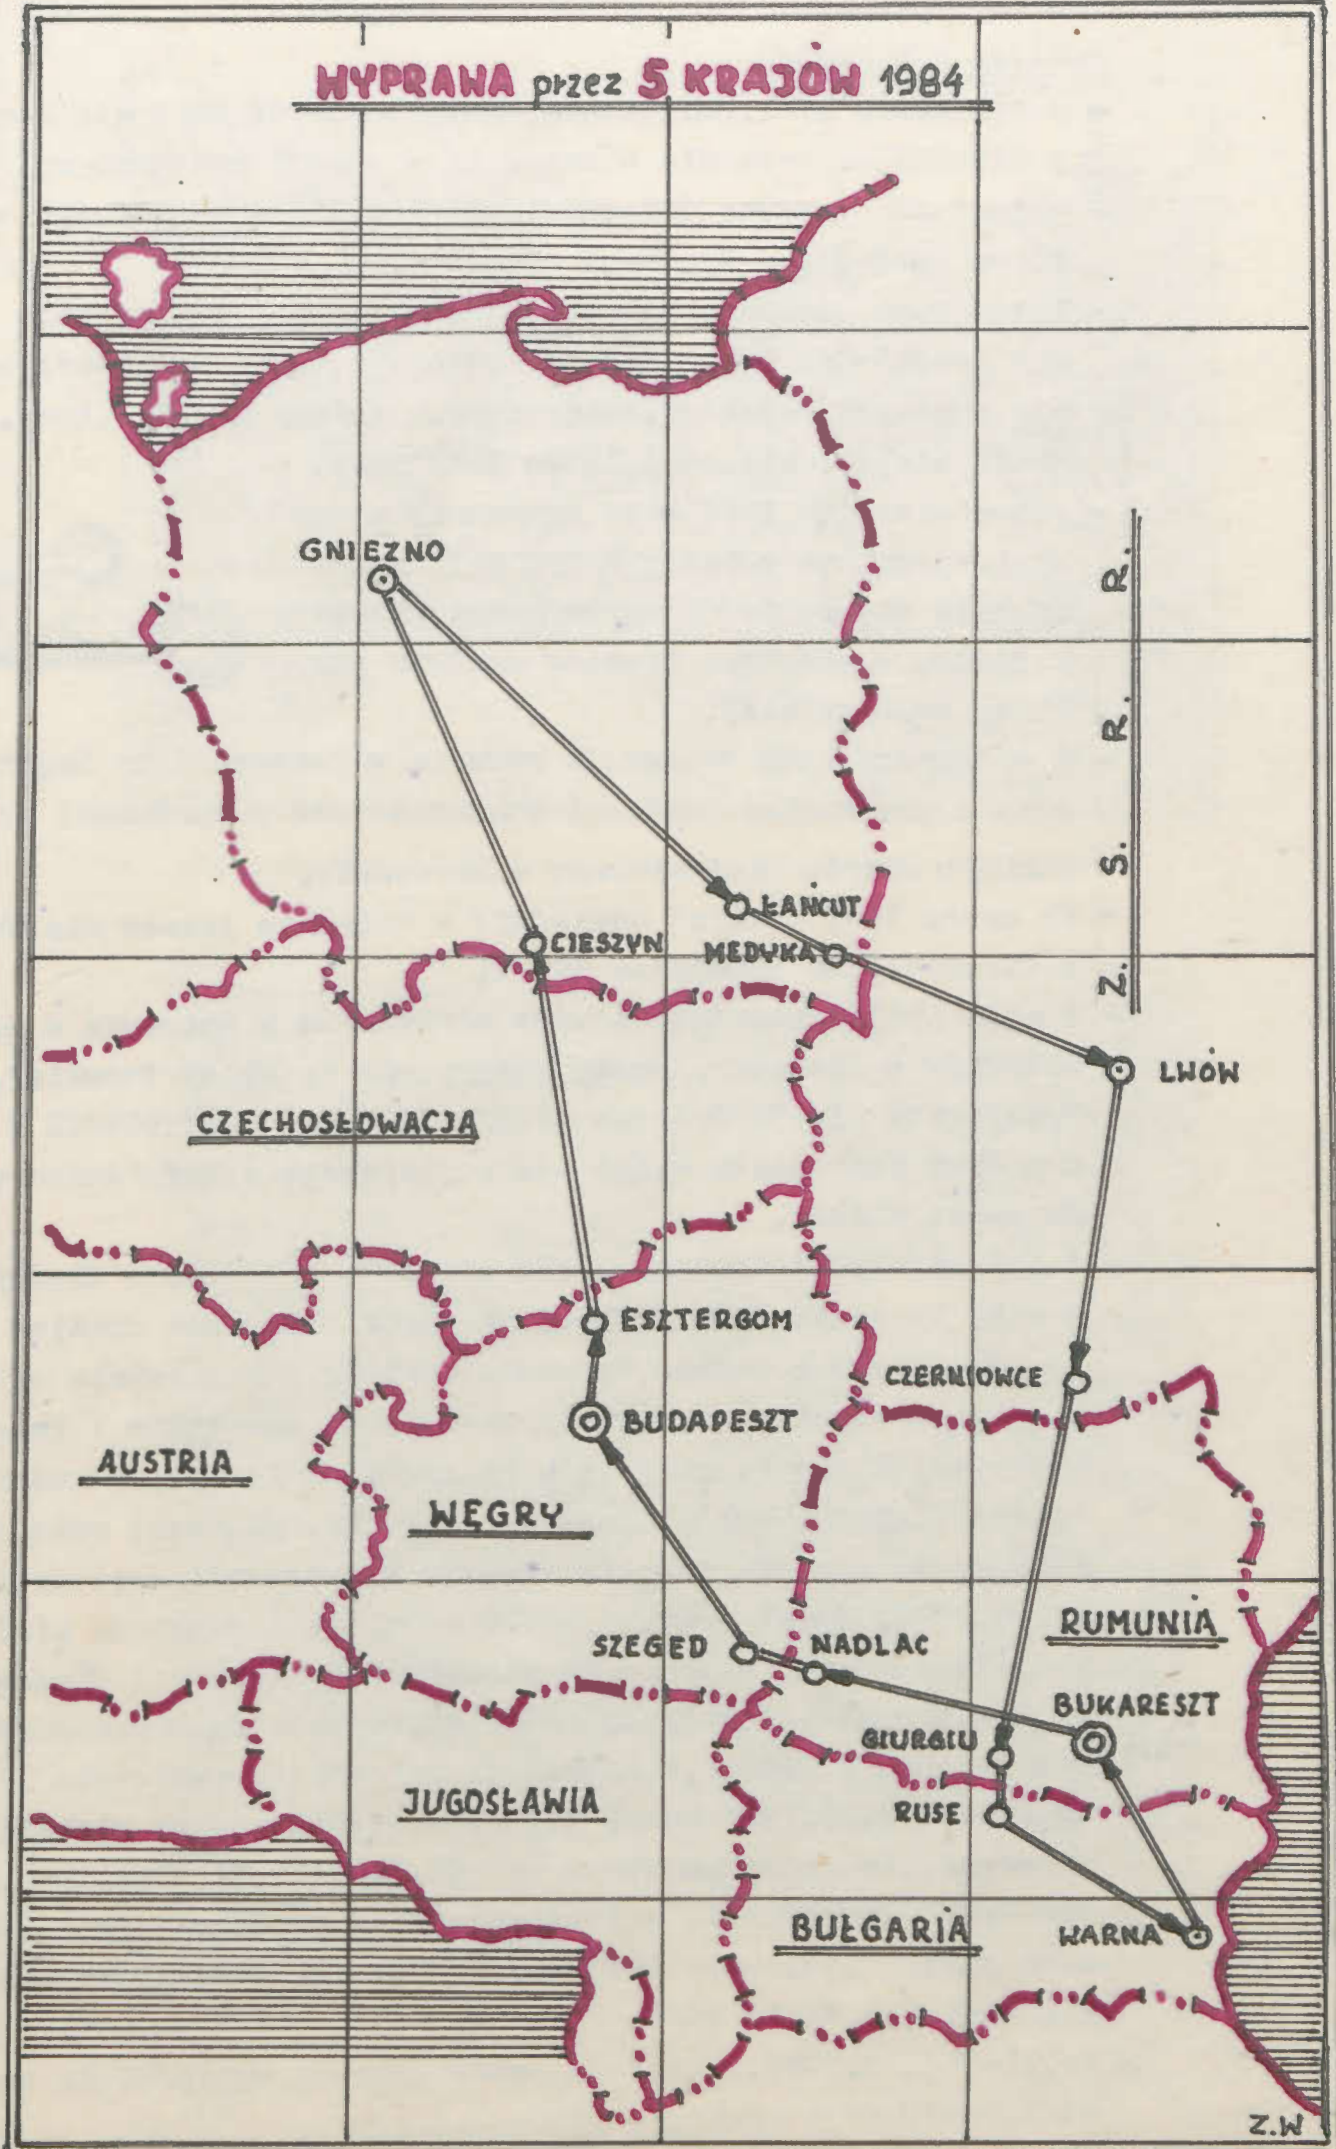 WYPRAWA przez 5 KRAJÓW 1984
GNIEZNO
Z. S. R. R.
ŁAŃCUT
CIESZYN
MEDYKA
LWÓW
CZECHOSŁOWACJA
ESZTERGOM
CZERNIOWCE
BUDAPESZT
AUSTRIA
WĘGRY
RUMUNIA
SZEGED
NADLAC
BUKARESZT
GIURGIU
JUGOSŁAWIA
RUSE
BUŁGARIA
WARNA
Z.W